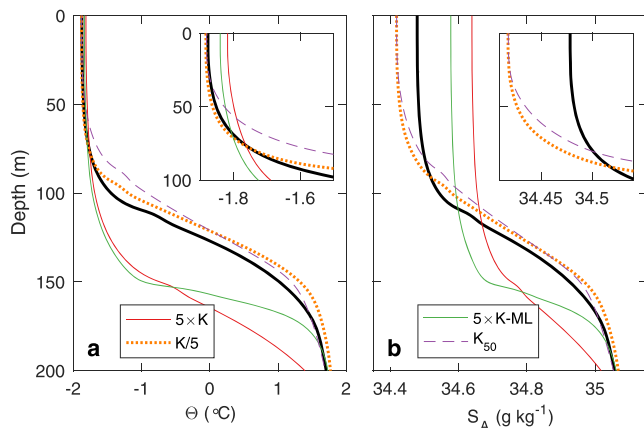 0
50
100
150
200
Depth (m)
-2
-1
0
1
2
Θ (°C)
0
50
100
-1.8
-1.6
5×K
K/5
a
34.4
34.6
34.8
35
S_A (g kg⁻¹)
34.45
34.5
5×K-ML
K₅₀
b